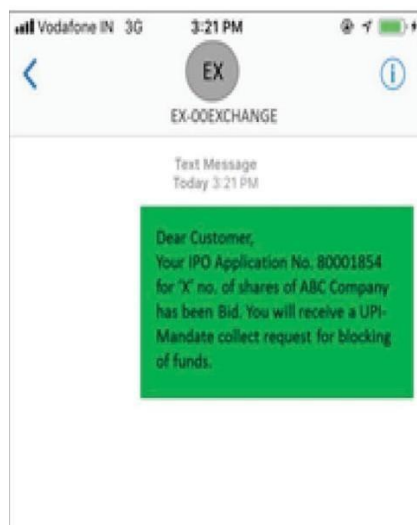 Vodafone IN 3G 3:21 PM
EX
EX-00EXCHANGE
i
Text Message
Today 3:21 PM
Dear Customer,
Your IPO Application No. 80001854
for 'X' no. of shares of ABC Company
has been Bid. You will receive a UPI-
Mandate collect request for blocking
of funds.